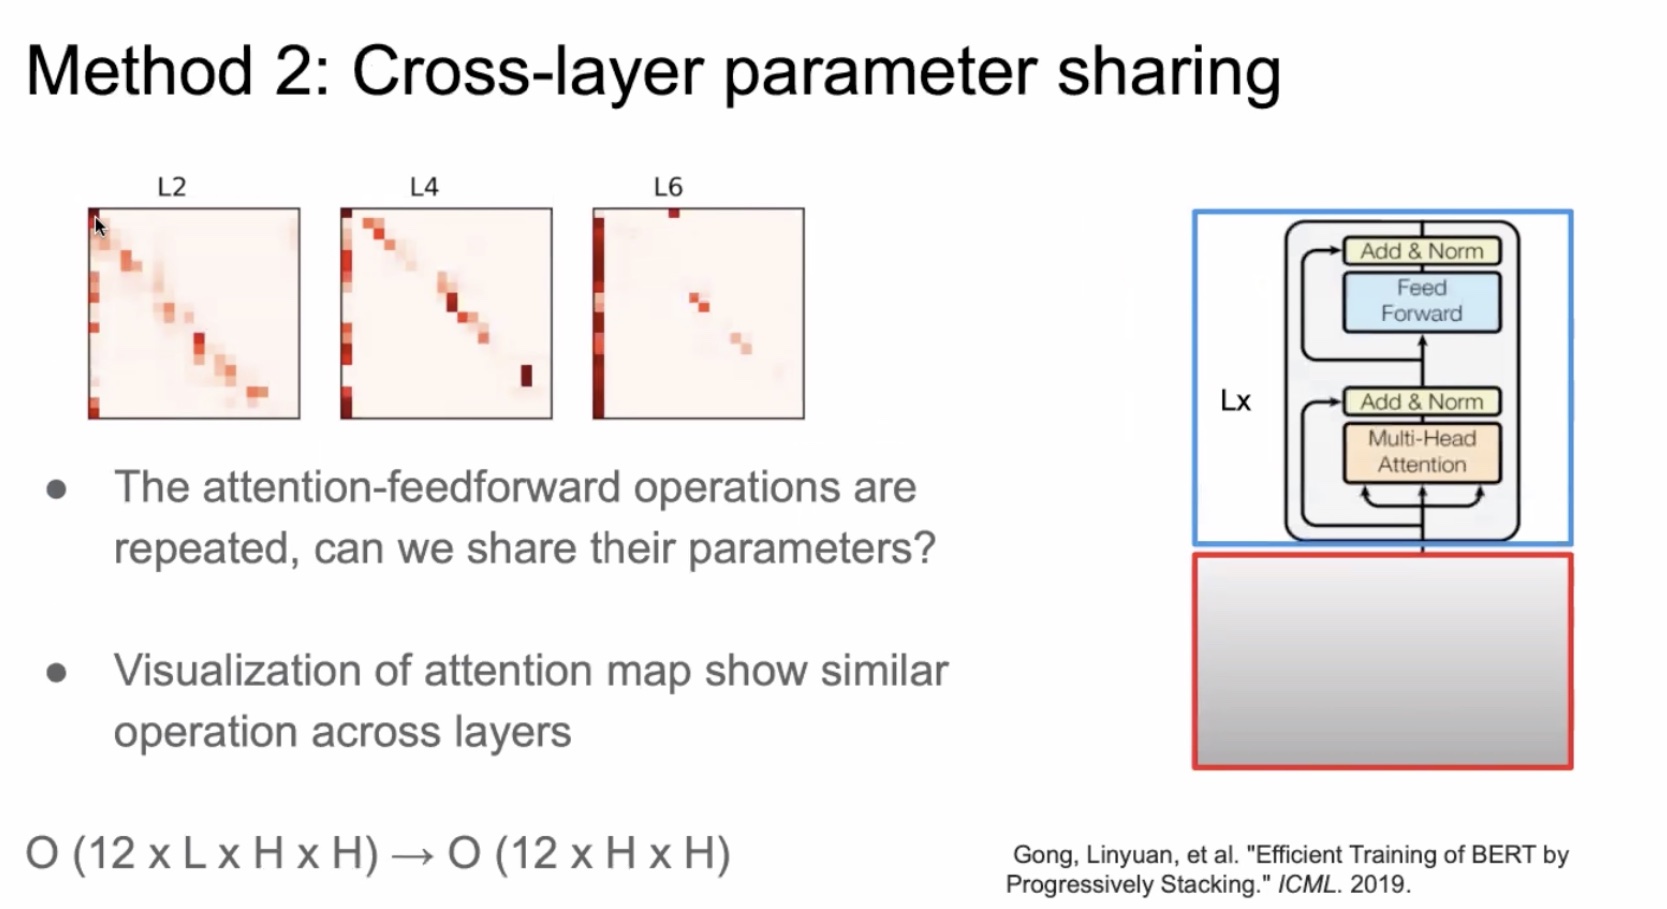 Method 2: Cross-layer parameter sharing
L2
L4
L6
● The attention-feedforward operations are
repeated, can we share their parameters?
● Visualization of attention map show similar
operation across layers
O (12 x L x H x H) → O (12 x H x H)
Lx
Add & Norm
Feed
Forward
Add & Norm
Multi-Head
Attention
Gong, Linyuan, et al. "Efficient Training of BERT by
Progressively Stacking." ICML. 2019.